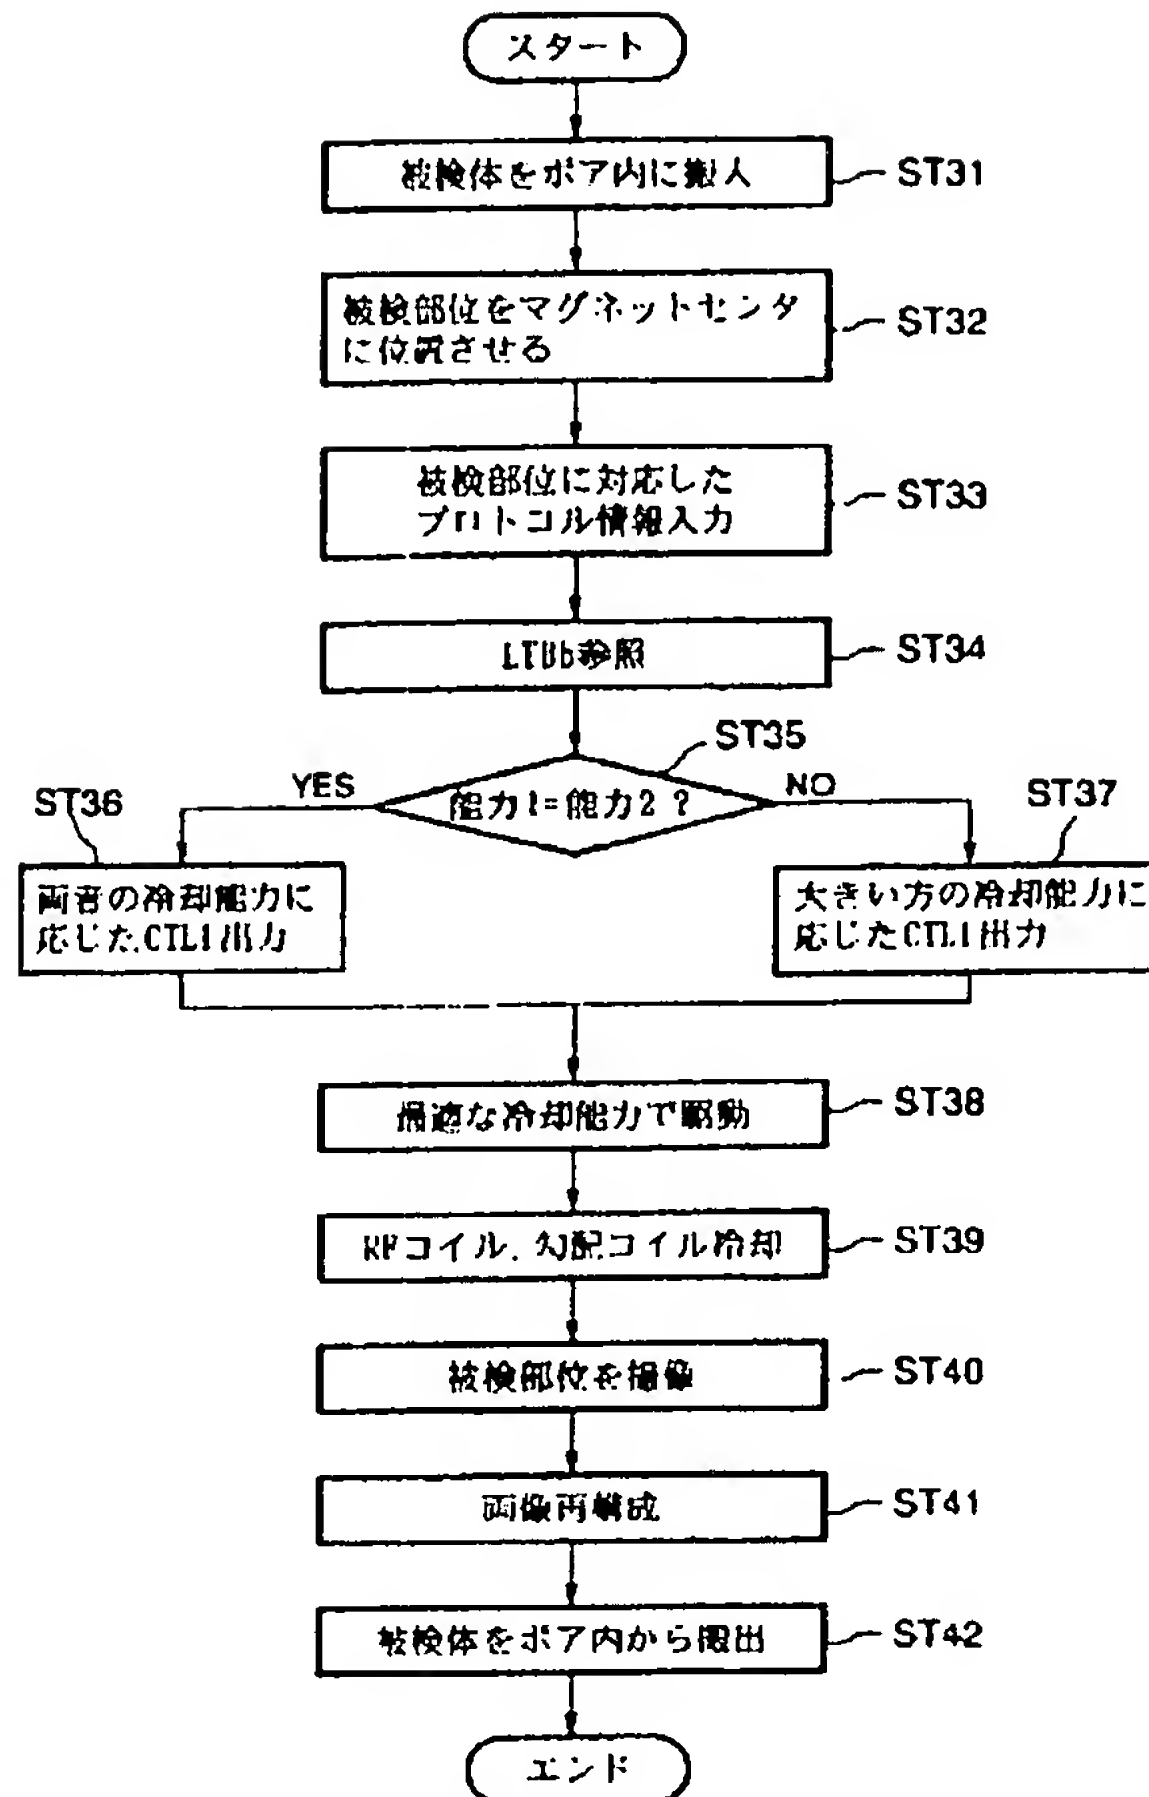 スタート
被検体をボア内に搬入
ST31
被検部位をマグネットセンタ
に位置させる
ST32
被検部位に対応した
プロトコル情報入力
ST33
参照
ST34
ST35
能力1=能力2?
YES
NO
ST36
両者の冷却能力に
応じたCTL1出力
ST37
大きい方の冷却能力に
応じたCTL1出力
最適な冷却能力で駆動
ST38
RFコイル,勾配コイル冷却
ST39
被検部位を撮像
ST40
画像再構成
ST41
被検体をボア内から搬出
ST42
エンド